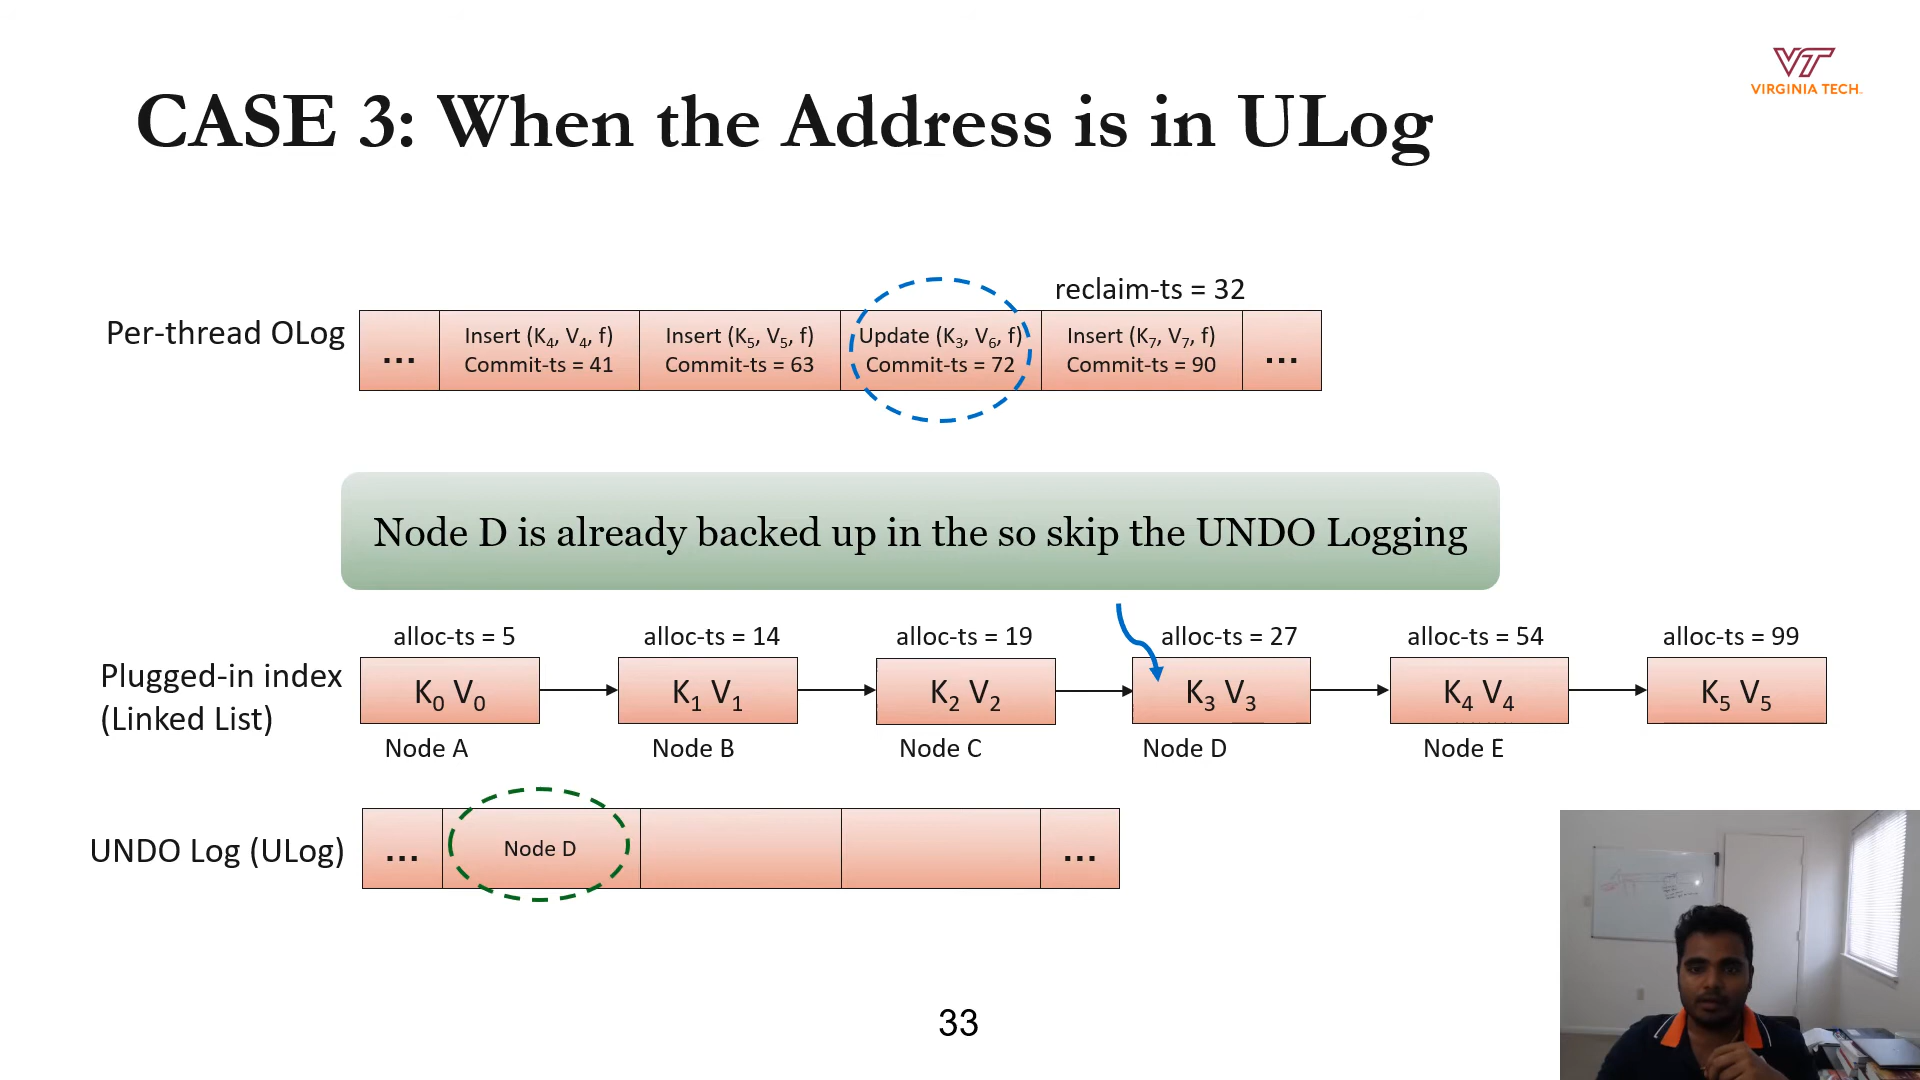 VT
VIRGINIA TECH
CASE 3: When the Address is in ULog
reclaim-ts = 32
Per-thread OLog
...
Insert (K4, V4, f)
Commit-ts = 41
Insert (K5, V5, f)
Commit-ts = 63
Update (K3, V6, f)
Commit-ts = 72
Insert (K7, V7, f)
Commit-ts = 90
...
Node D is already backed up in the so skip the UNDO Logging
alloc-ts = 5
alloc-ts = 14
alloc-ts = 19
alloc-ts = 27
alloc-ts = 54
alloc-ts = 99
Plugged-in index
(Linked List)
K0 V0
K1 V1
K2 V2
K3 V3
K4 V4
K5 V5
Node A
Node B
Node C
Node D
Node E
UNDO Log (ULog)
...
Node D
...
33